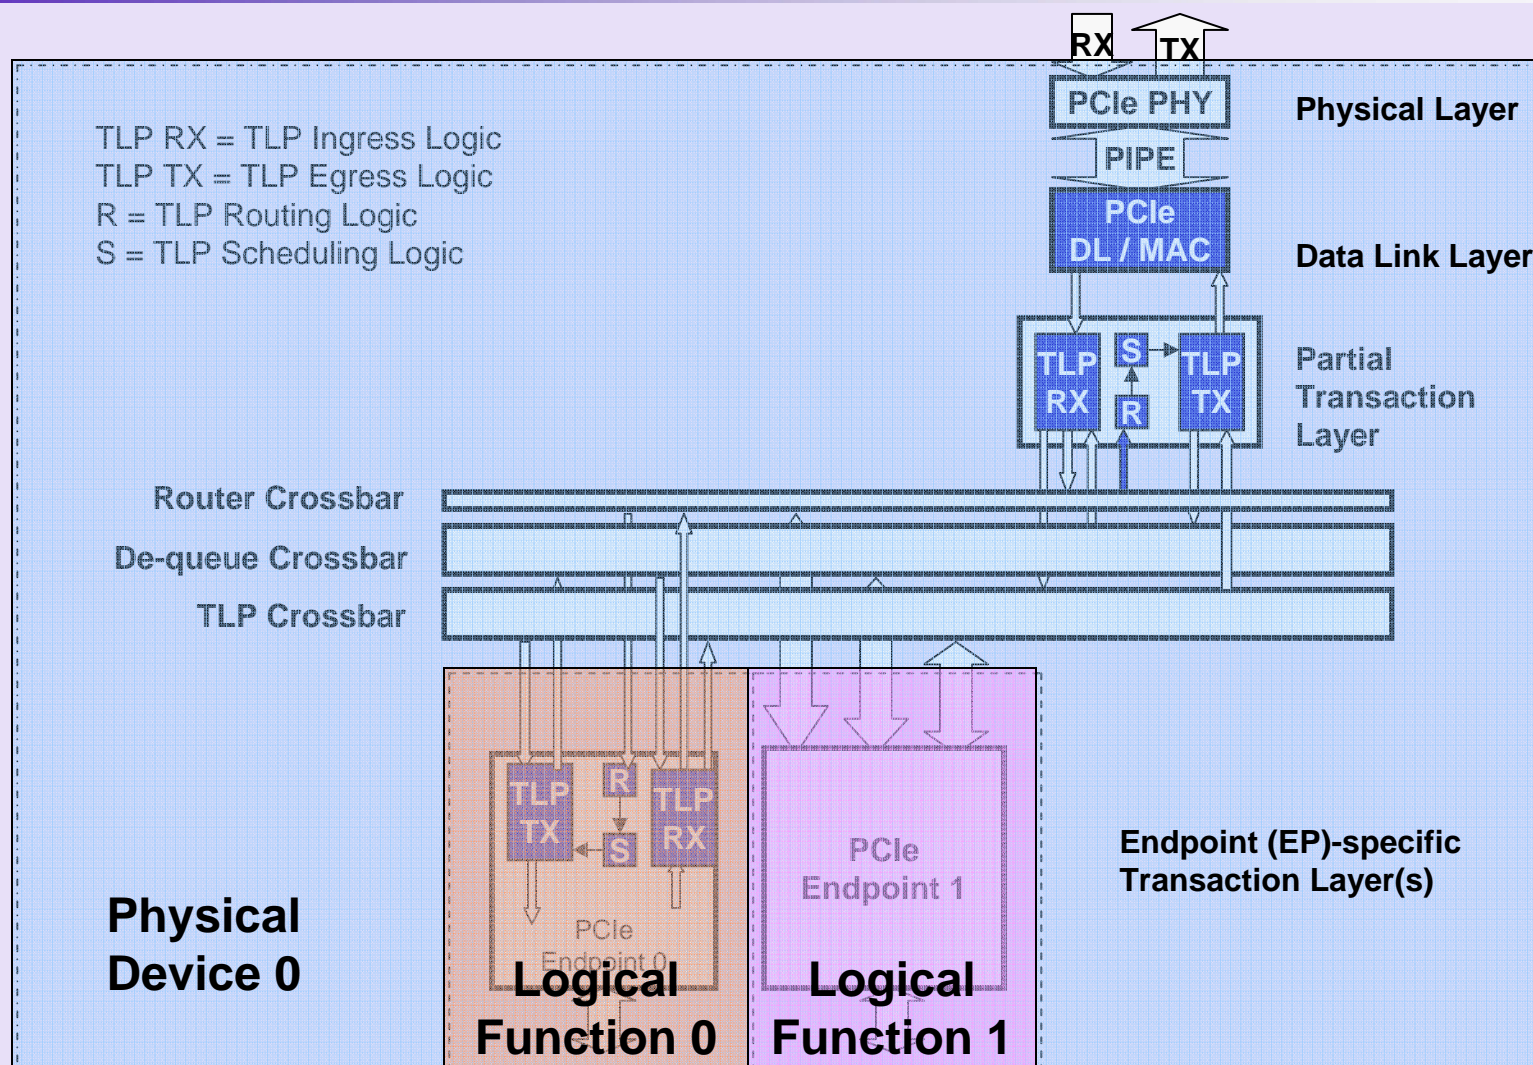 RX
TX
PCIe PHY
Physical Layer
TLP RX = TLP Ingress Logic
TLP TX = TLP Egress Logic
R = TLP Routing Logic
S = TLP Scheduling Logic
PIPE
PCIe
DL / MAC
Data Link Layer
TLP
RX
S
R
TLP
TX
Partial
Transaction
Layer
Router Crossbar
De-queue Crossbar
TLP Crossbar
TLP
TX
R
S
TLP
RX
PCIe
Endpoint 0
PCIe
Endpoint 1
Endpoint (EP)-specific
Transaction Layer(s)
Physical
Device 0
Logical
Function 0
Logical
Function 1